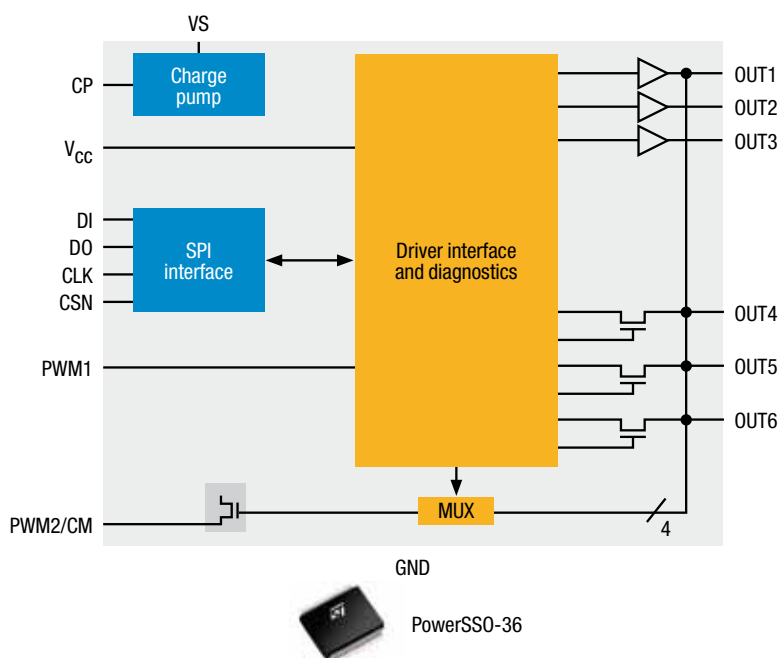 VS
CP
Charge
pump
VCC
DI
DO
CLK
CSN
SPI
interface
PWM1
Driver interface
and diagnostics
OUT1
OUT2
OUT3
OUT4
OUT5
OUT6
PWM2/CM
MUX
4
GND
ST
PowerSSO-36